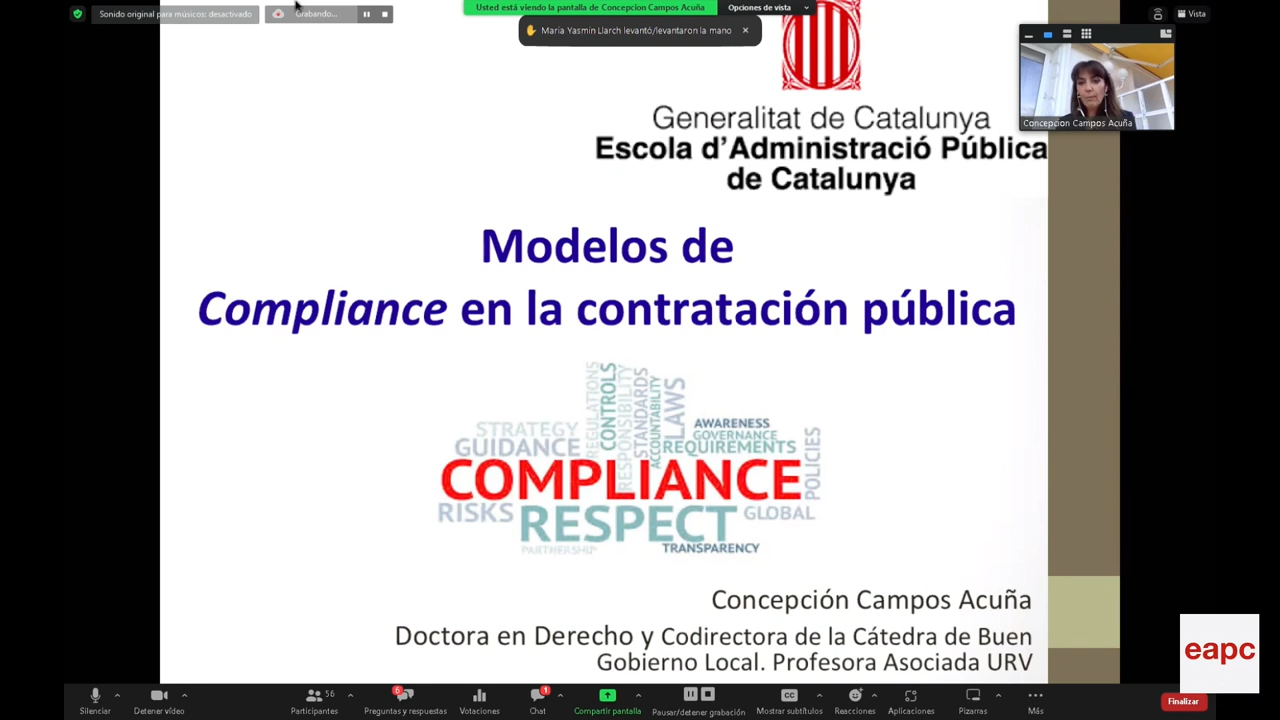 Sonido original para músicos: desactivado
Grabando...
Usted está viendo la pantalla de Concepcion Campos Acuña
Opciones de vista
Vista
María Yasmin Llarch levantó/levantaron la mano
Concepcion Campos Acuña
Generalitat de Catalunya
Escola d'Administració Pública
de Catalunya
Modelos de
Compliance en la contratación pública
STRATEGY
GUIDANCE
REGULATIONS
CONTROLS
RESPONSIBILITY
STANDARDS
ACCOUNTABILITY
LAWS
AWARENESS
GOVERNANCE
REQUIREMENTS
POLICIES
COMPLIANCE
RISKS
RESPECT
GLOBAL
PARTNERSHIP
TRANSPARENCY
Concepción Campos Acuña
Doctora en Derecho y Codirectora de la Cátedra de Buen
Gobierno Local. Profesora Asociada URV
eapc
Silenciar
Detener vídeo
56
Participantes
6
Preguntas y respuestas
Votaciones
1
Chat
Compartir pantalla
Pausar/detener grabación
CC
Mostrar subtítulos
Reacciones
Aplicaciones
Pizarras
Más
Finalizar